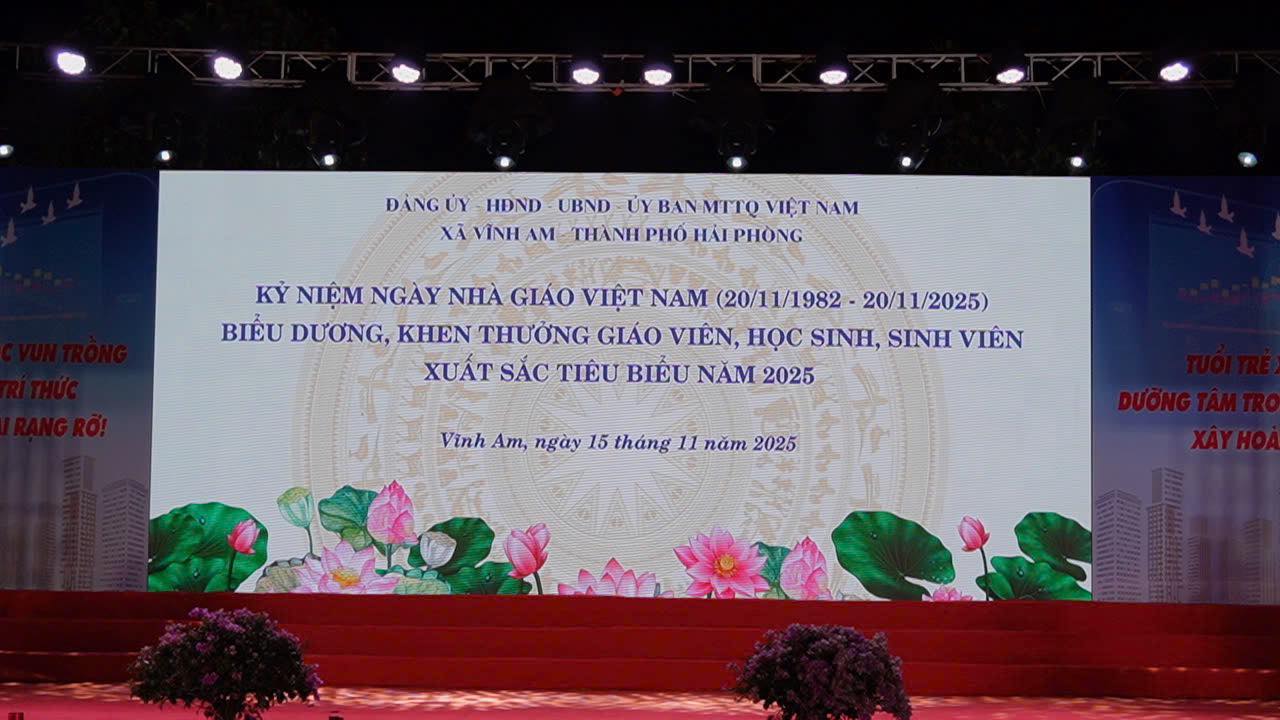 ĐẢNG ỦY - HĐND - UBND - ỦY BAN MTTQ VIỆT NAM
XÃ VĨNH AM - THÀNH PHỐ HẢI PHÒNG
KỶ NIỆM NGÀY NHÀ GIÁO VIỆT NAM (20/11/1982 - 20/11/2025)
BIỂU DƯƠNG, KHEN THƯỞNG GIÁO VIÊN, HỌC SINH, SINH VIÊN
XUẤT SẮC TIÊU BIỂU NĂM 2025
Vĩnh Am, ngày 15 tháng 11 năm 2025
VUN TRỒNG
TRÍ THỨC
RẠNG RỠ!
TUỔI TRẺ
DƯỠNG TÂM
XÂY